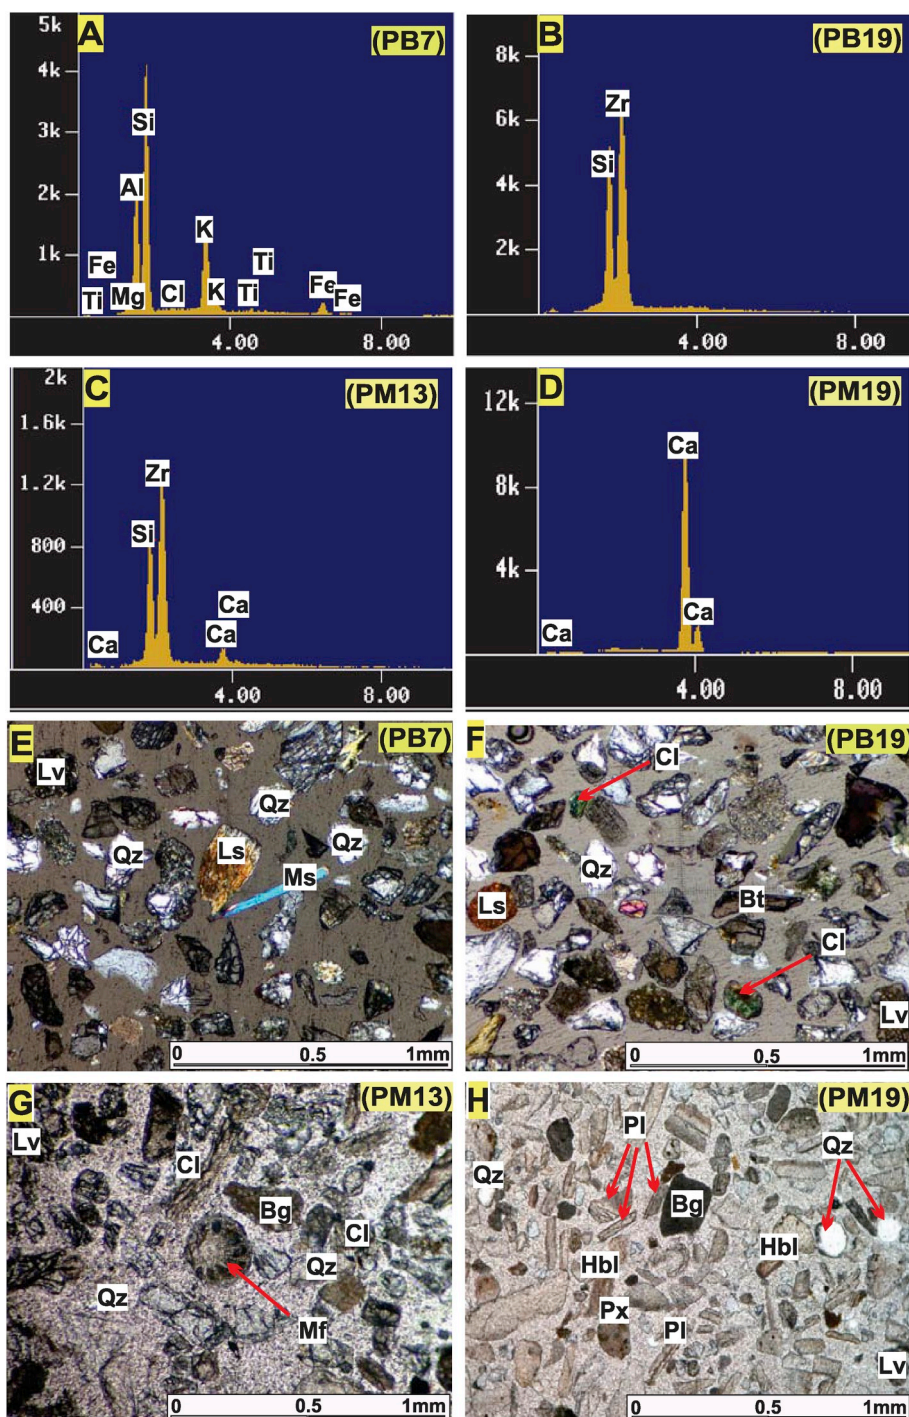 A (PB7)
5k
4k
3k
2k
1k
Si
Al
K
Fe
Ti
Mg
Cl
K
Ti
Ti
Fe
Fe
4.00 8.00
B (PB19)
8k
6k
4k
2k
Zr
Si
4.00 8.00
C (PM13)
2k
1.6k
1.2k
800
400
Zr
Si
Ca
Ca
Ca
4.00 8.00
D (PM19)
12k
8k
4k
Ca
Ca
Ca
4.00 8.00
E (PB7)
Lv
Qz
Qz
Qz
Ls
Ms
0 0.5 1mm
F (PB19)
Cl
Qz
Ls
Bt
Cl
Lv
0 0.5 1mm
G (PM13)
Lv
Cl
Bg
Cl
Qz
Qz
Mf
0 0.5 1mm
H (PM19)
Pl
Qz
Qz
Bg
Hbl
Hbl
Px
Pl
Lv
0 0.5 1mm